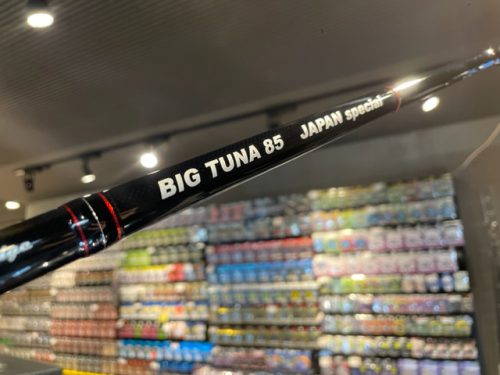 BIG TUNA 85 JAPAN special